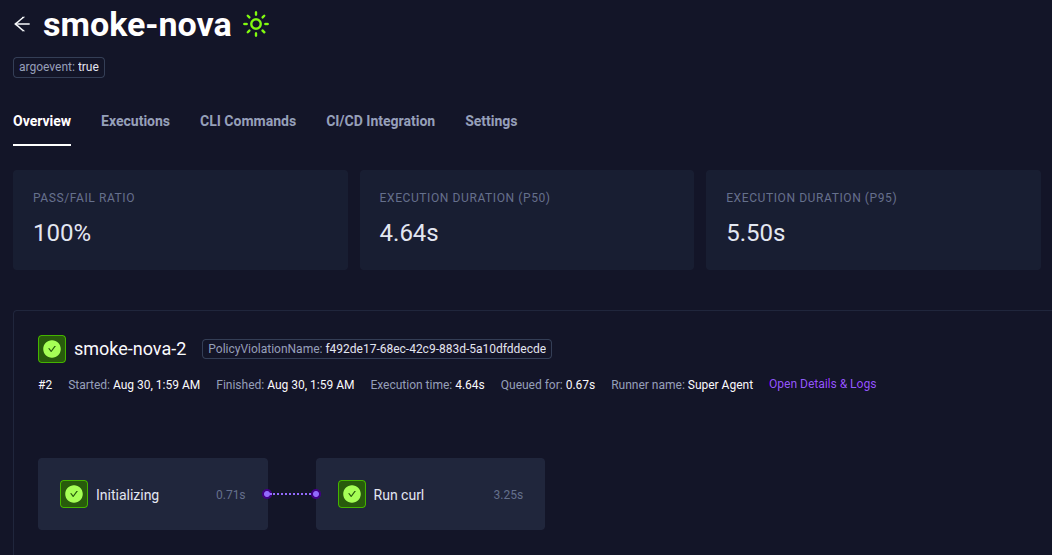 smoke-nova
argoevent: true
Overview Executions CLI Commands CI/CD Integration Settings
PASS/FAIL RATIO EXECUTION DURATION (P50) EXECUTION DURATION (P95)
100% 4.64s 5.50s
smoke-nova-2 PolicyViolationName: f492de17-68ec-42c9-883d-5a10dfddecde
#2 Started: Aug 30, 1:59 AM Finished: Aug 30, 1:59 AM Execution time: 4.64s Queued for: 0.67s Runner name: Super Agent Open Details & Logs
Initializing 0.71s Run curl 3.25s